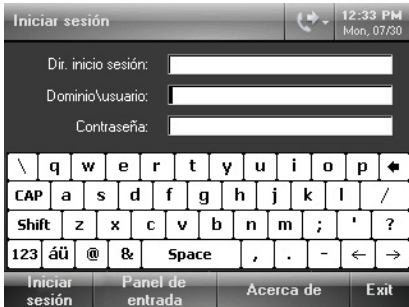 Iniciar sesión
12:33 PM
Mon, 07/30
Dir. inicio sesión:
Dominio\usuario:
Contraseña:
\ q w e r t y u i o p ←
CAP a s d f g h j k l /
Shift z x c v b n m ; ' ?
123 áü @ & Space , . - ← →
Iniciar sesión
Panel de entrada
Acerca de
Exit